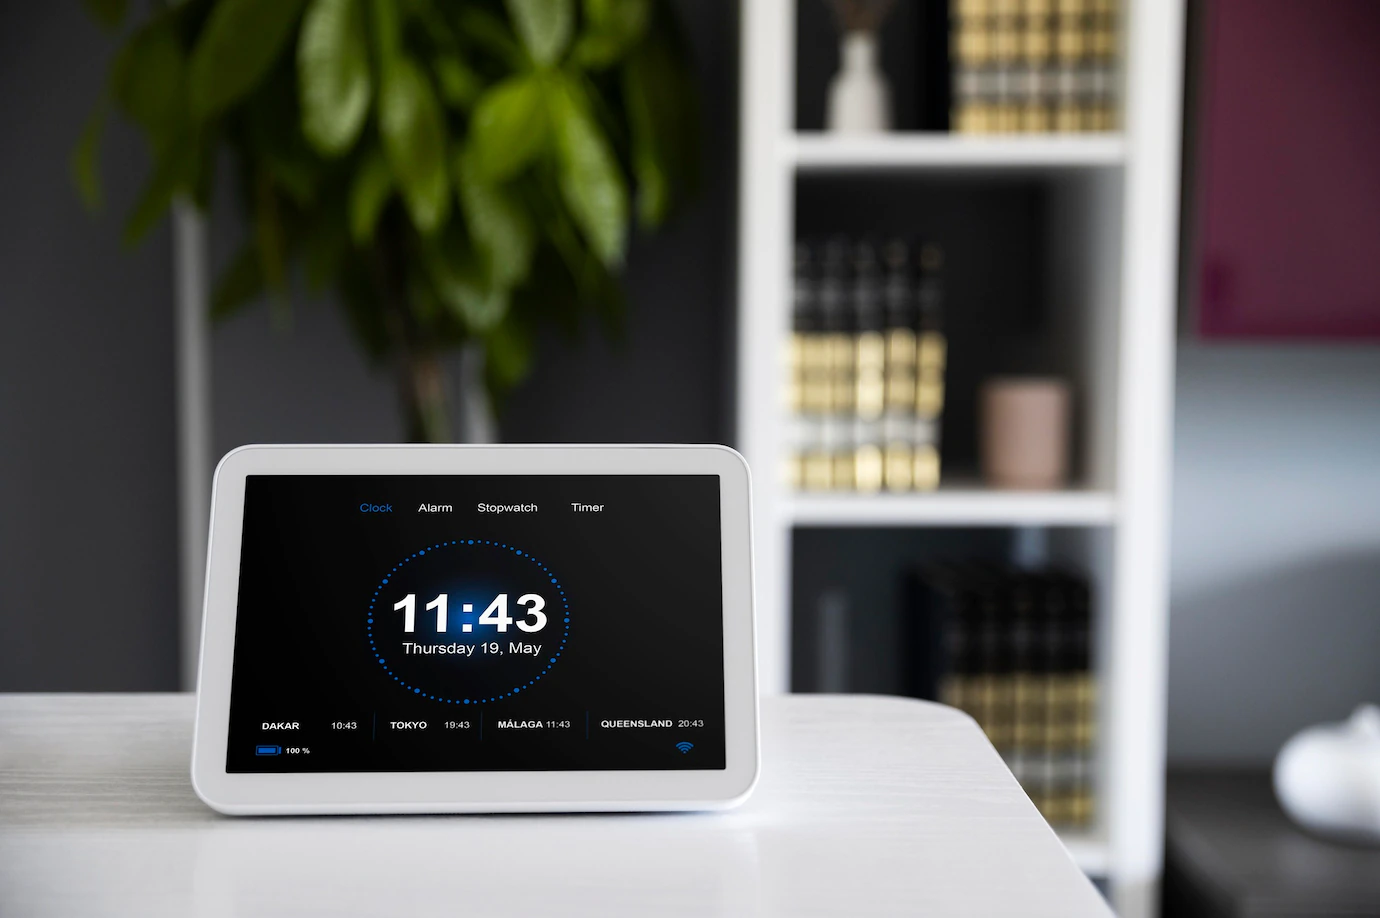 Clock Alarm Stopwatch Timer
11:43
Thursday 19, May
DAKAR 10:43 TOKYO 19:43 MÁLAGA 11:43 QUEENSLAND 20:43
100 %